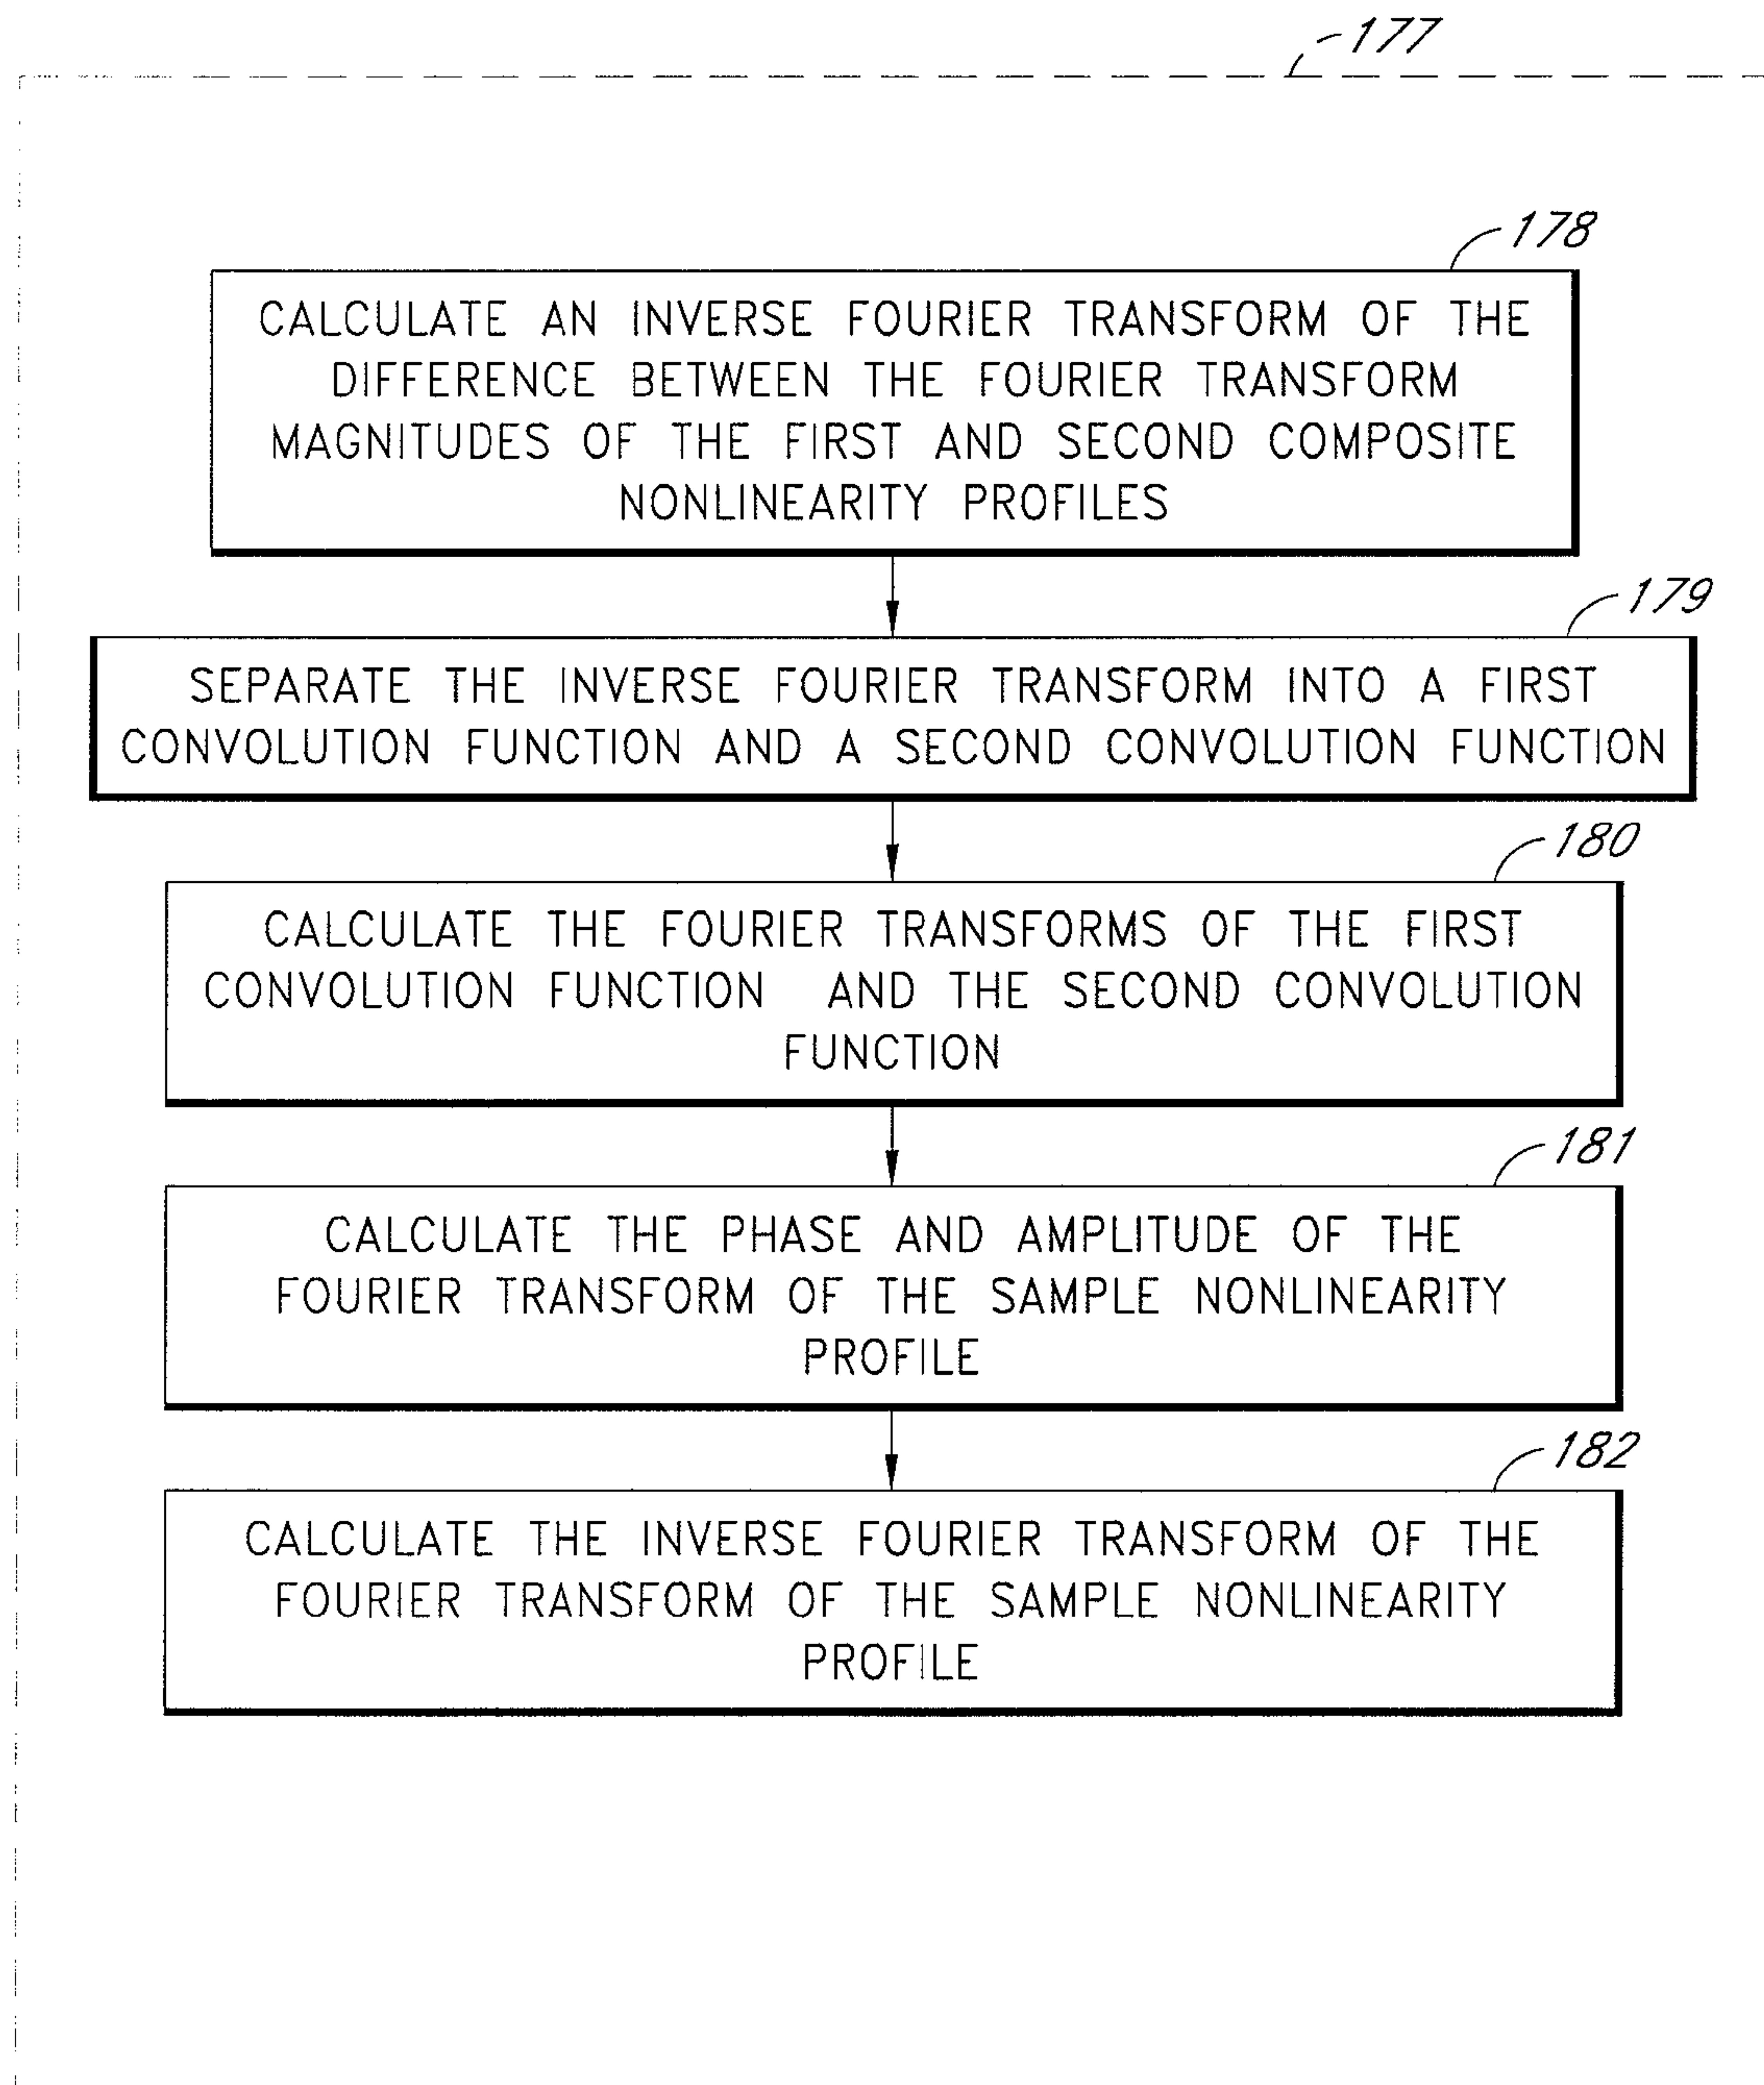 177
178
CALCULATE AN INVERSE FOURIER TRANSFORM OF THE
DIFFERENCE BETWEEN THE FOURIER TRANSFORM
MAGNITUDES OF THE FIRST AND SECOND COMPOSITE
NONLINEARITY PROFILES
179
SEPARATE THE INVERSE FOURIER TRANSFORM INTO A FIRST
CONVOLUTION FUNCTION AND A SECOND CONVOLUTION FUNCTION
180
CALCULATE THE FOURIER TRANSFORMS OF THE FIRST
CONVOLUTION FUNCTION AND THE SECOND CONVOLUTION
FUNCTION
181
CALCULATE THE PHASE AND AMPLITUDE OF THE
FOURIER TRANSFORM OF THE SAMPLE NONLINEARITY
PROFILE
182
CALCULATE THE INVERSE FOURIER TRANSFORM OF THE
FOURIER TRANSFORM OF THE SAMPLE NONLINEARITY
PROFILE